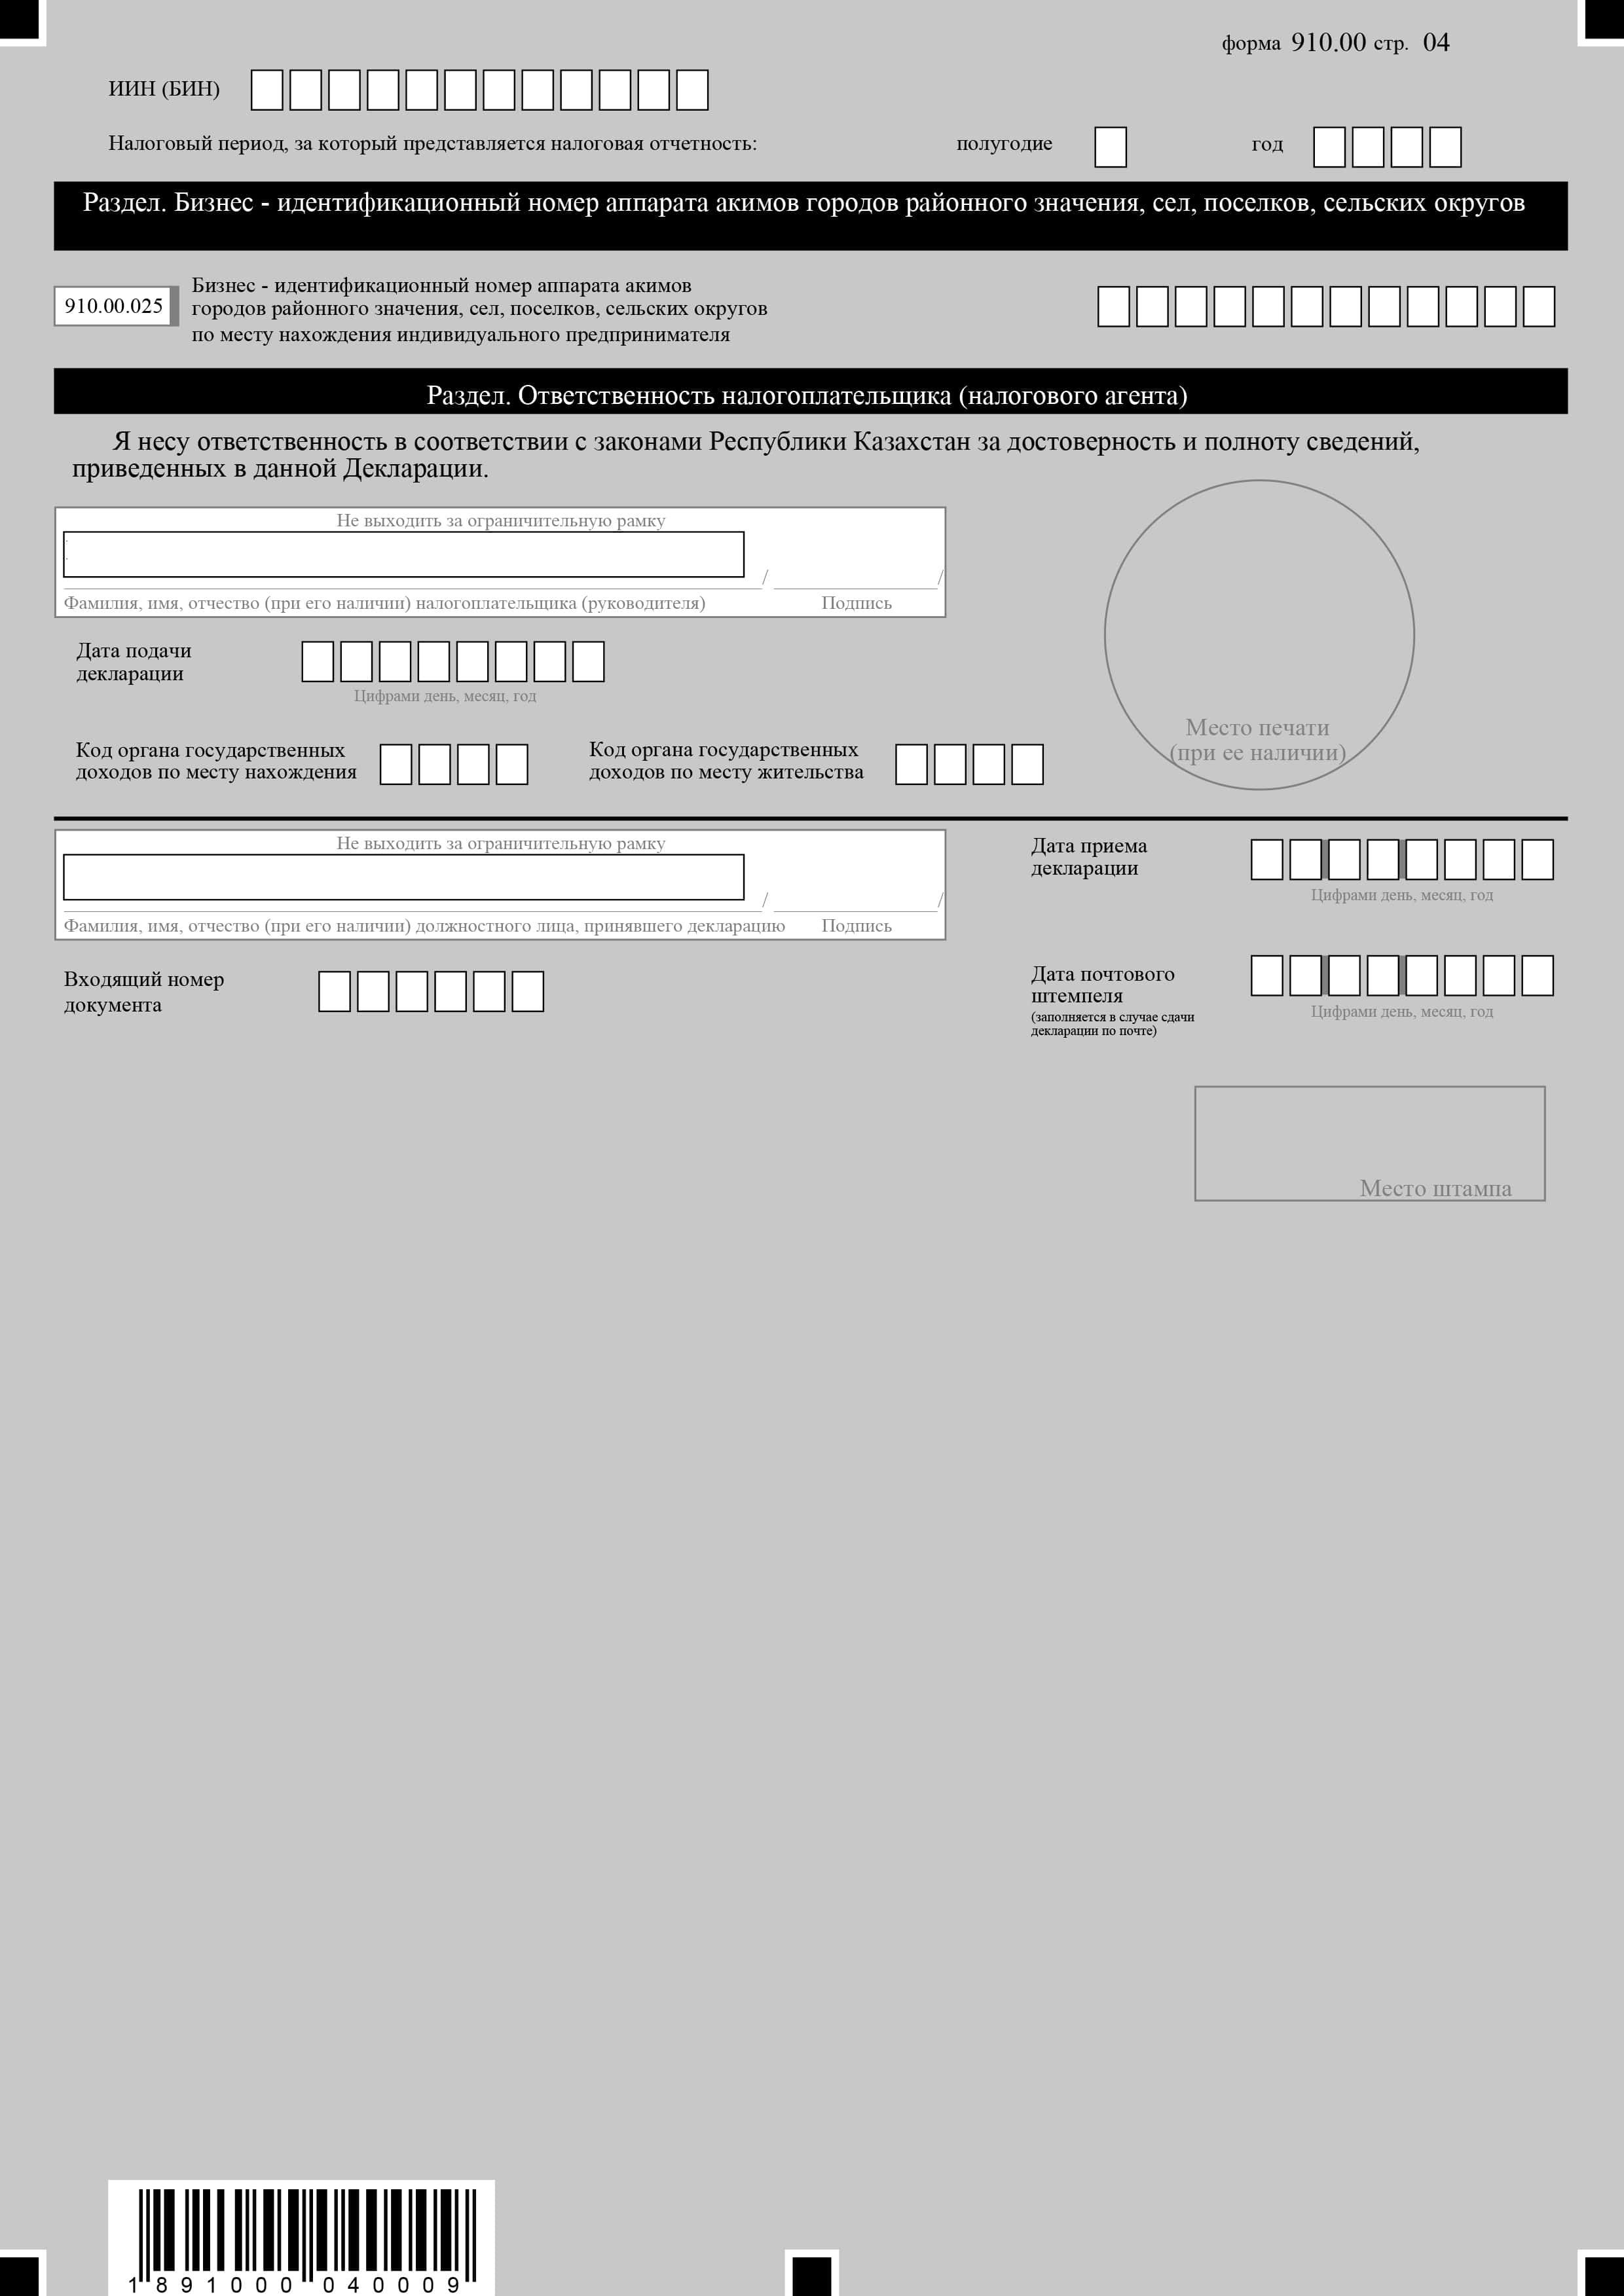 форма 910.00 стр. 04
ИИН (БИН)
Налоговый период, за который представляется налоговая отчетность: полугодие год
Раздел. Бизнес - идентификационный номер аппарата акимов городов районного значения, сел, поселков, сельских округов
910.00.025
Бизнес - идентификационный номер аппарата акимов
городов районного значения, сел, поселков, сельских округов
по месту нахождения индивидуального предпринимателя
Раздел. Ответственность налогоплательщика (налогового агента)
Я несу ответственность в соответствии с законами Республики Казахстан за достоверность и полноту сведений,
приведенных в данной Декларации.
Не выходить за ограничительную рамку
/ /
Фамилия, имя, отчество (при его наличии) налогоплательщика (руководителя) Подпись
Дата подачи
декларации
Цифрами день, месяц, год
Место печати
(при ее наличии)
Код органа государственных
доходов по месту нахождения
Код органа государственных
доходов по месту жительства
Не выходить за ограничительную рамку
/ /
Фамилия, имя, отчество (при его наличии) должностного лица, принявшего декларацию Подпись
Дата приема
декларации
Цифрами день, месяц, год
Входящий номер
документа
Дата почтового
штемпеля
(заполняется в случае сдачи
декларации по почте)
Цифрами день, месяц, год
Место штампа
1 891000 040009